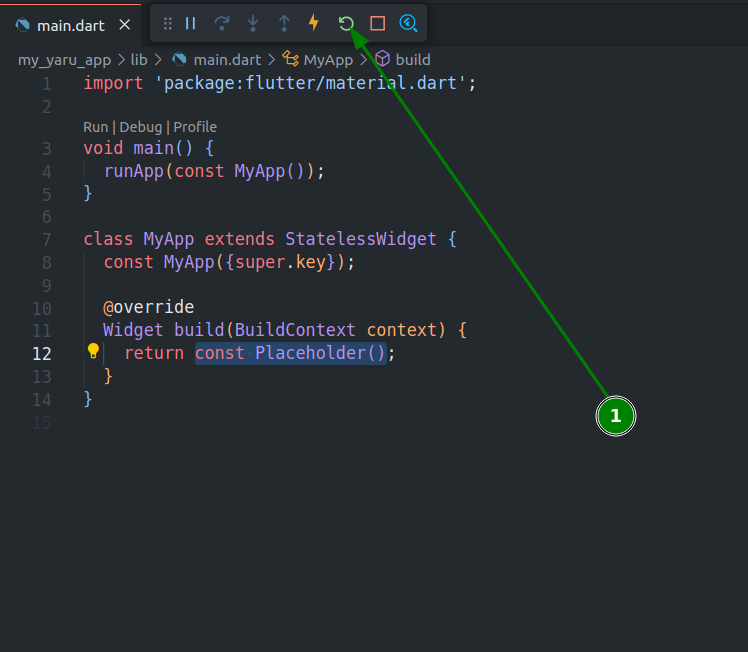 main.dart
my_yaru_app > lib > main.dart > MyApp > build
1 import 'package:flutter/material.dart';
2
Run | Debug | Profile
3 void main() {
4 runApp(const MyApp());
5 }
6
7 class MyApp extends StatelessWidget {
8 const MyApp({super.key});
9
10 @override
11 Widget build(BuildContext context) {
12 return const Placeholder();
13 }
14 }
15
1